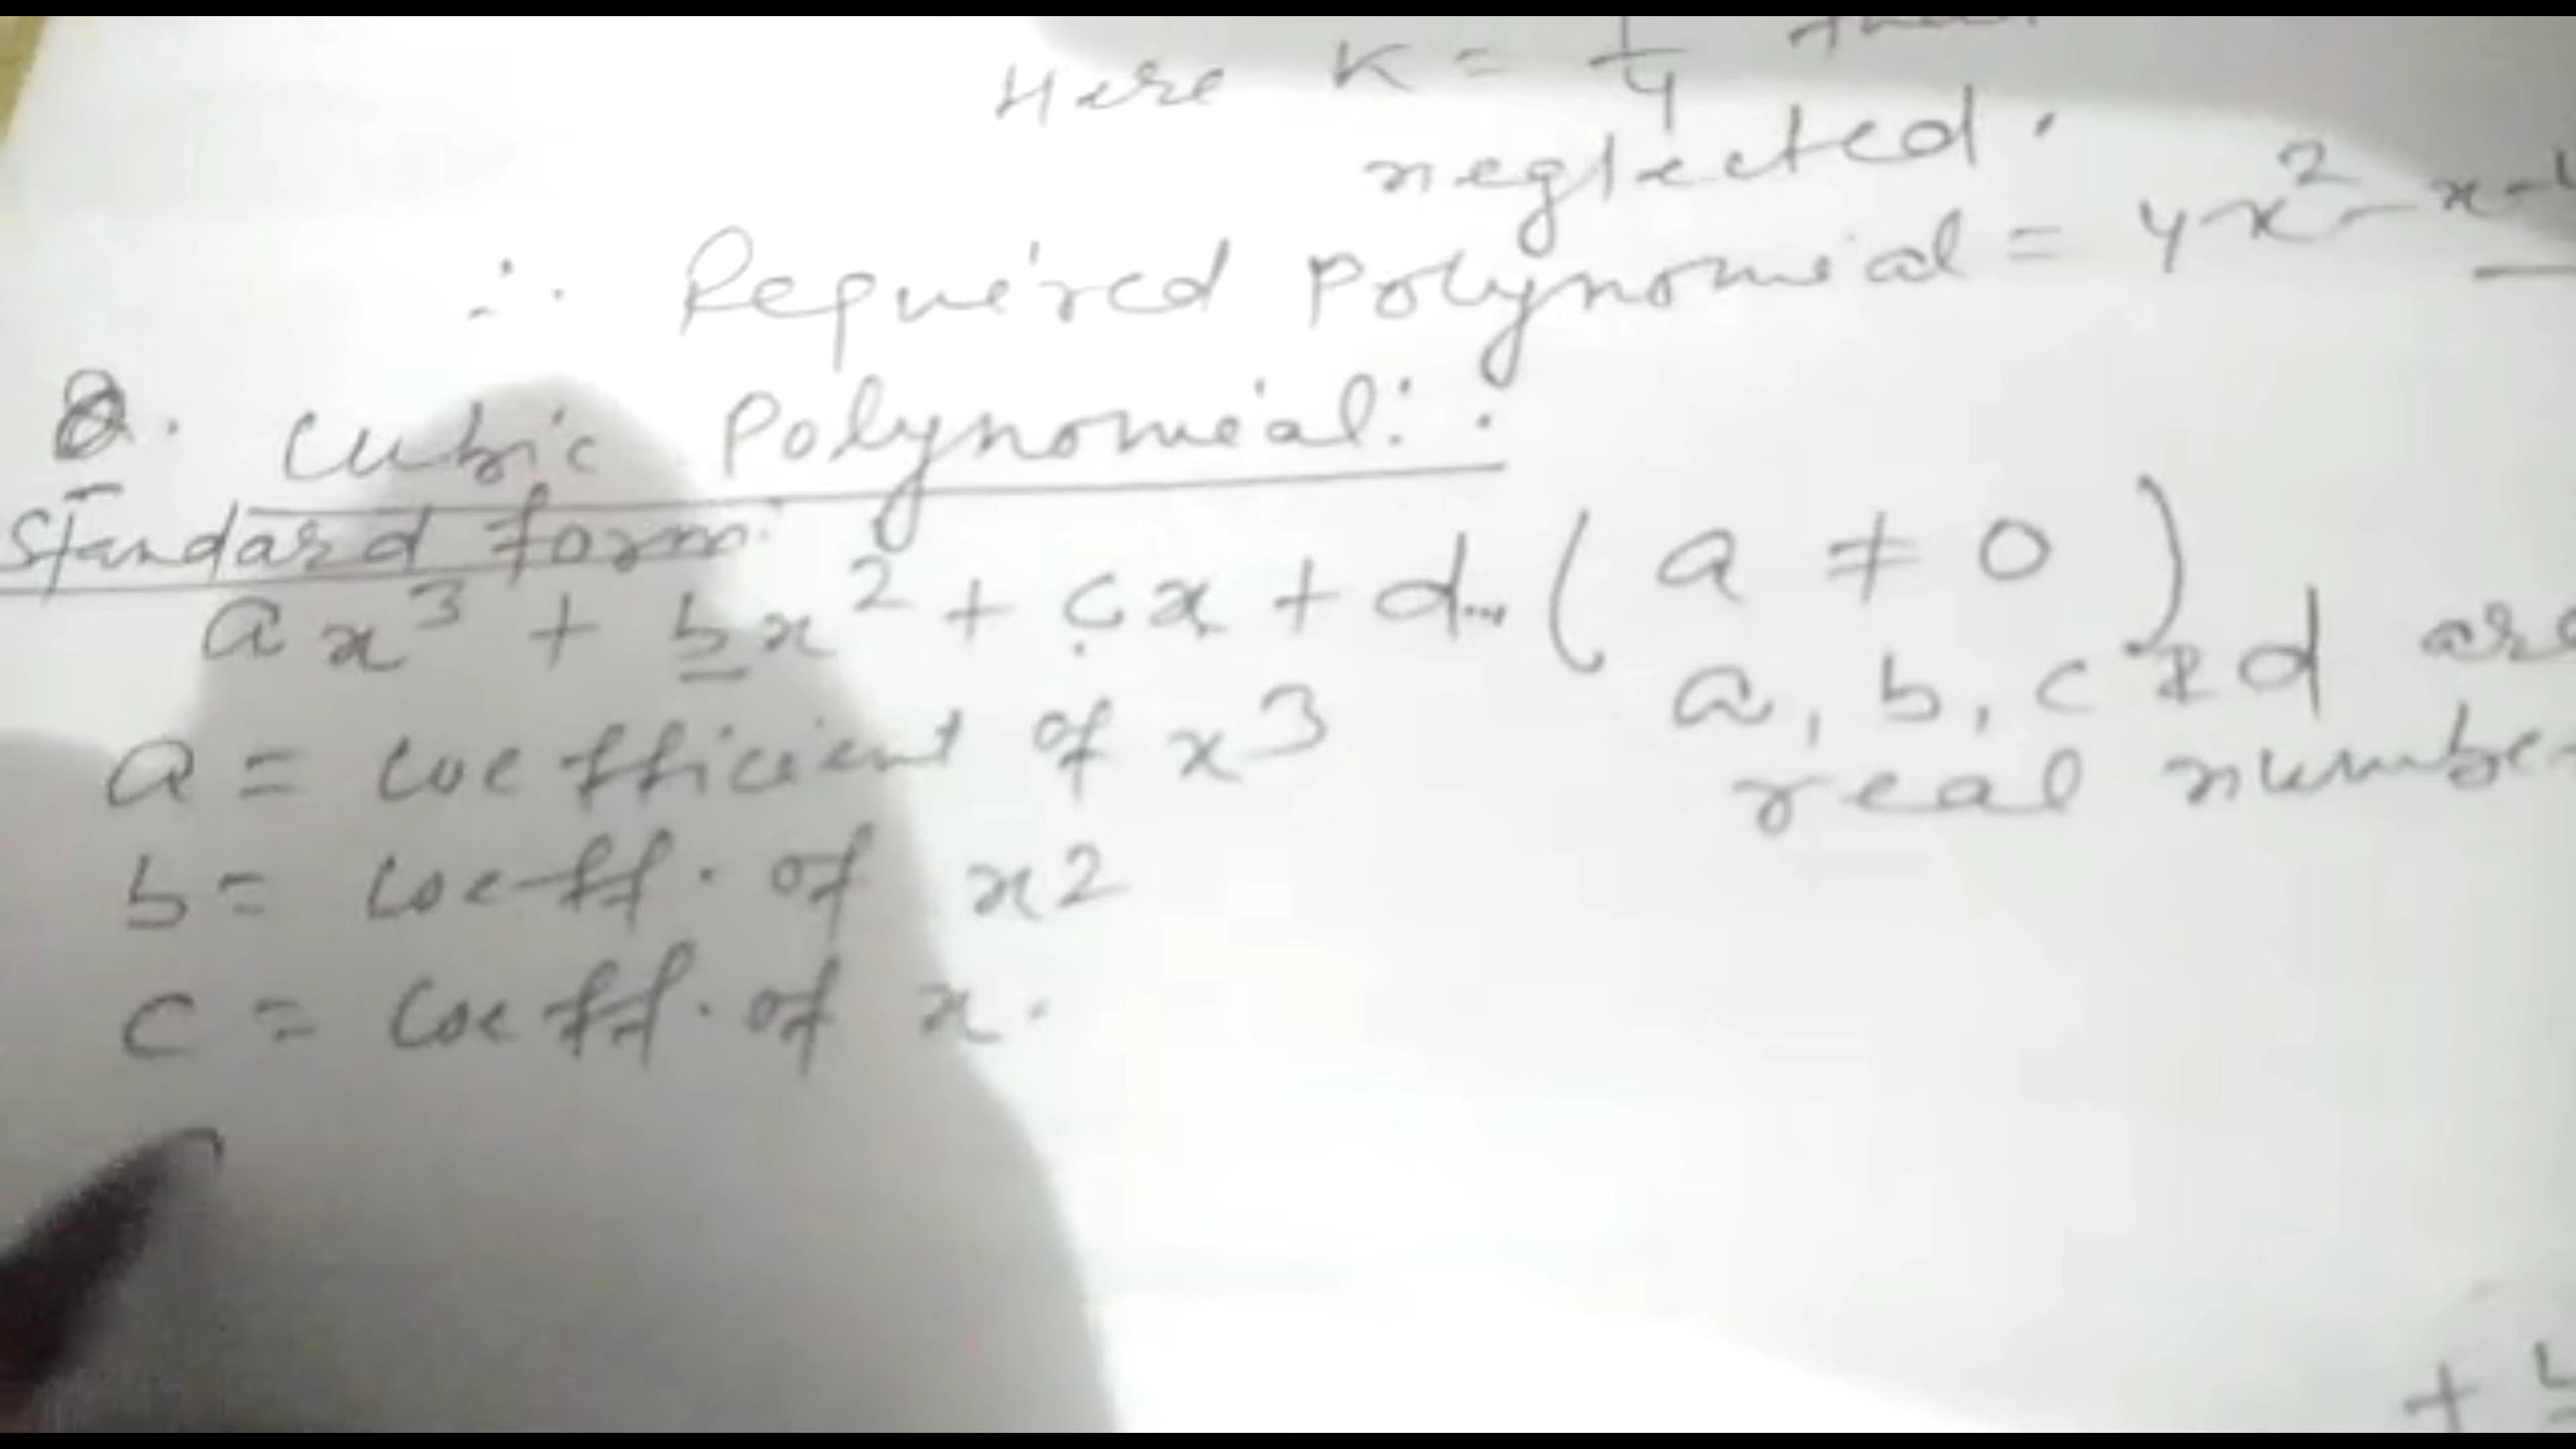 Here K = 1/4
neglected.
∴ Required Polynomial = 4x² - x -
Q. Cubic Polynomial:
Standard form:
ax³ + bx² + cx + d... (a ≠ 0)
a, b, c & d are
real number
a = coefficient of x³
b = coeff. of x2
c = coeff. of x.
+